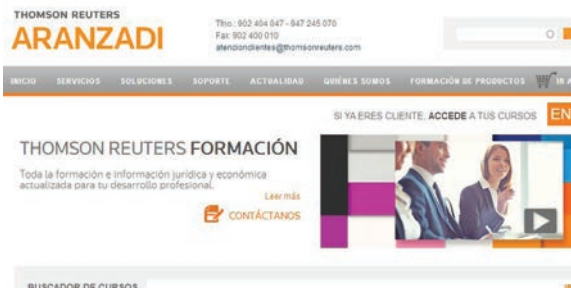 THOMSON REUTERS
ARANZADI
Tfno.: 902 404 047 - 947 245 070
Fax: 902 400 010
atencionclientes@thomsonreuters.com
INICIO SERVICIOS SOLUCIONES SOPORTE ACTUALIDAD QUIÉNES SOMOS FORMACIÓN DE PRODUCTOS IR A
SI YA ERES CLIENTE, ACCEDE A TUS CURSOS EN
THOMSON REUTERS FORMACIÓN
Toda la formación e información jurídica y económica
actualizada para tu desarrollo profesional.
Leer más
CONTÁCTANOS
BUSCADOR DE CURSOS